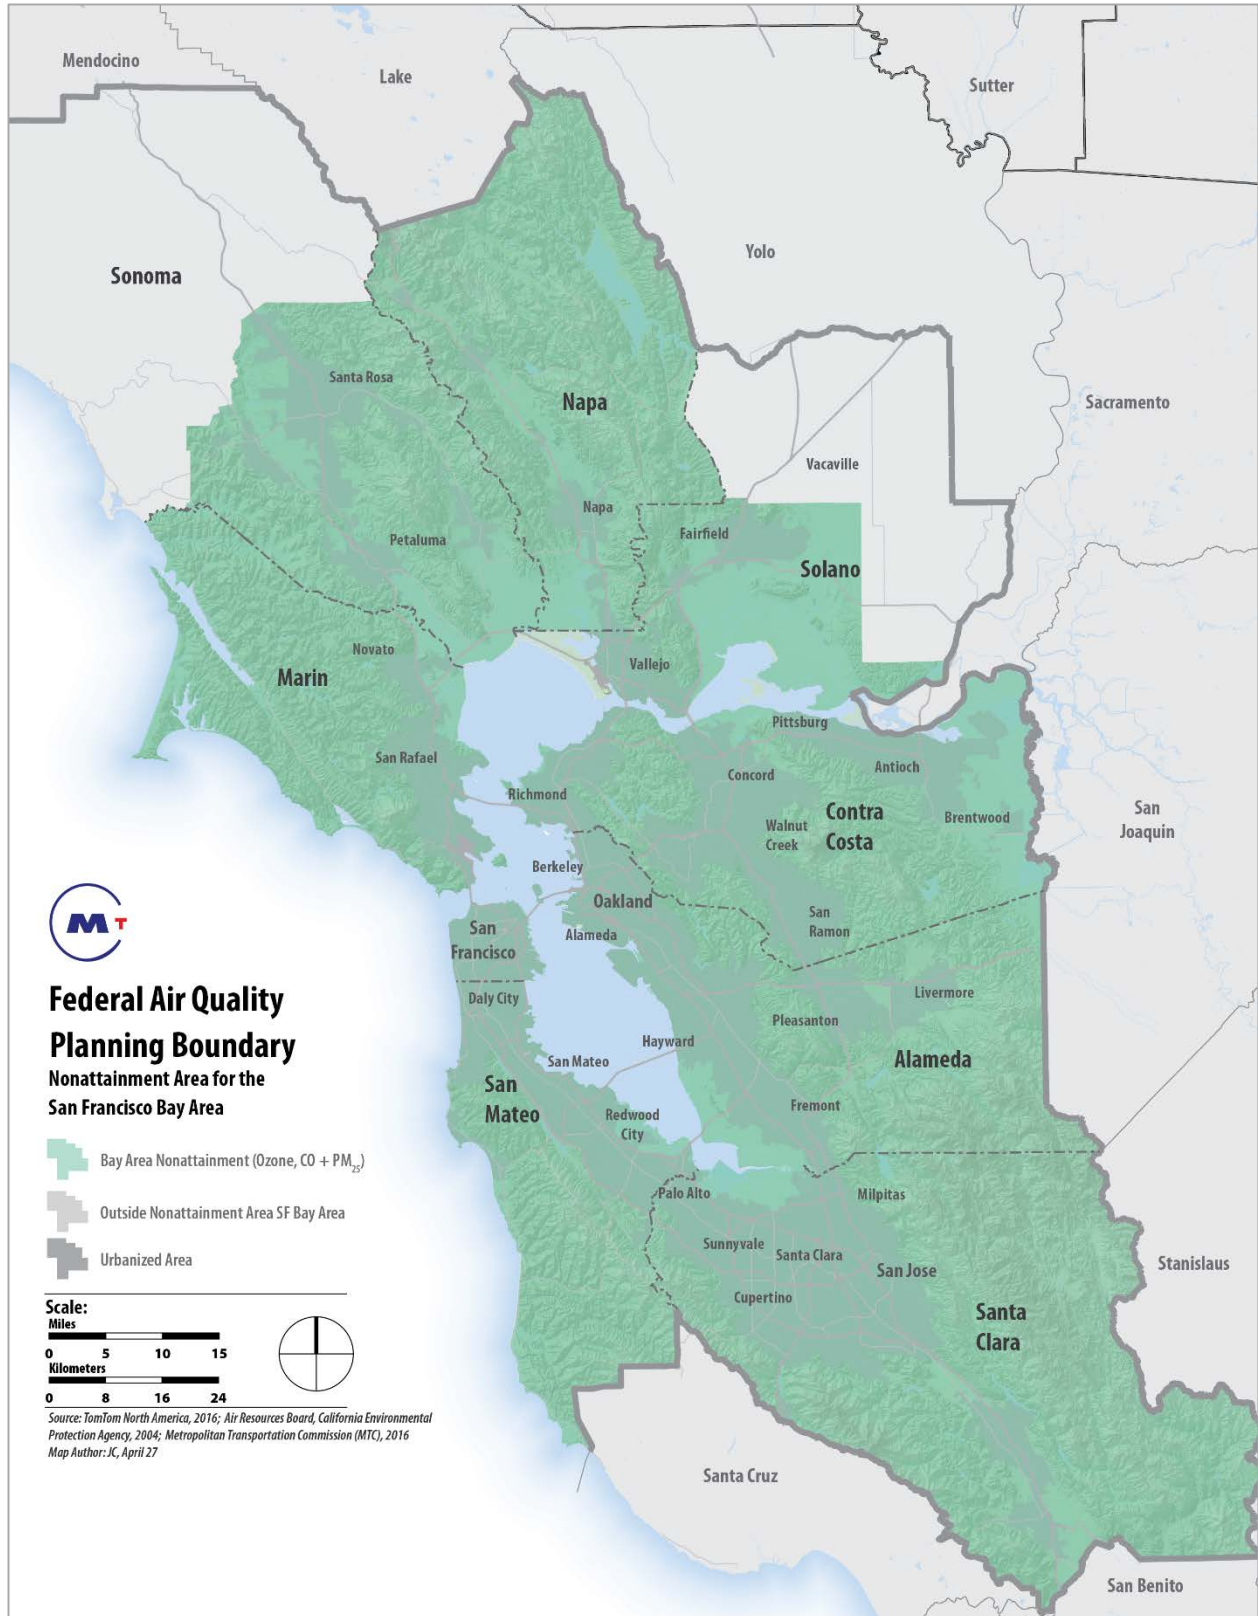 Mendocino
Lake
Sutter
Yolo
Sonoma
Sacramento
Santa Rosa
Napa
Vacaville
Napa
Fairfield
Petaluma
Solano
Novato
Vallejo
Marin
Pittsburg
San Rafael
Antioch
Concord
Richmond
Contra
Costa
Brentwood
San
Joaquin
Walnut
Creek
Berkeley
Oakland
San
Ramon
San
Francisco
Alameda
Livermore
Daly City
Pleasanton
Hayward
San Mateo
Alameda
San
Mateo
Fremont
Redwood
City
Palo Alto
Milpitas
Sunnyvale
Santa Clara
San Jose
Stanislaus
Cupertino
Santa
Clara
Santa Cruz
San Benito
M T
Federal Air Quality
Planning Boundary
Nonattainment Area for the
San Francisco Bay Area
Bay Area Nonattainment (Ozone, CO + PM25)
Outside Nonattainment Area SF Bay Area
Urbanized Area
Scale:
Miles
0 5 10 15
Kilometers
0 8 16 24
Source: TomTom North America, 2016; Air Resources Board, California Environmental
Protection Agency, 2004; Metropolitan Transportation Commission (MTC), 2016
Map Author: JC, April 27